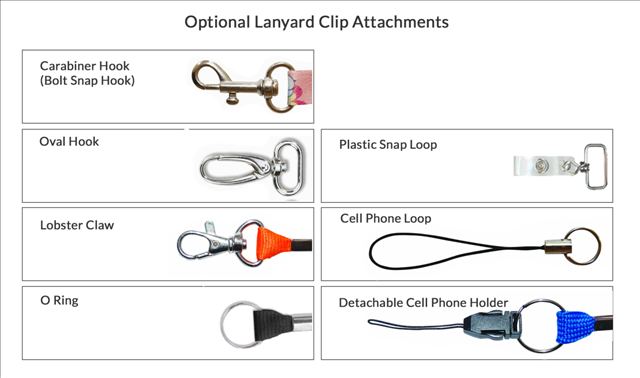 Optional Lanyard Clip Attachments
Carabiner Hook
(Bolt Snap Hook)
Oval Hook
Plastic Snap Loop
Lobster Claw
Cell Phone Loop
O Ring
Detachable Cell Phone Holder